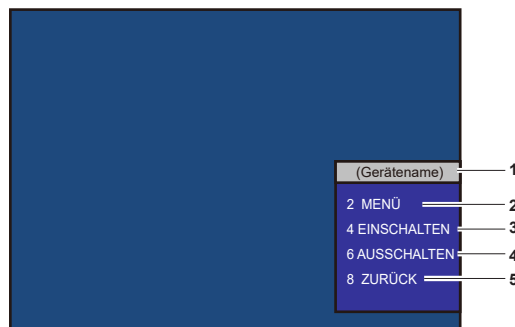 (Gerätename) 1
2 MENÜ 2
4 EINSCHALTEN 3
6 AUSSCHALTEN 4
8 ZURÜCK 5